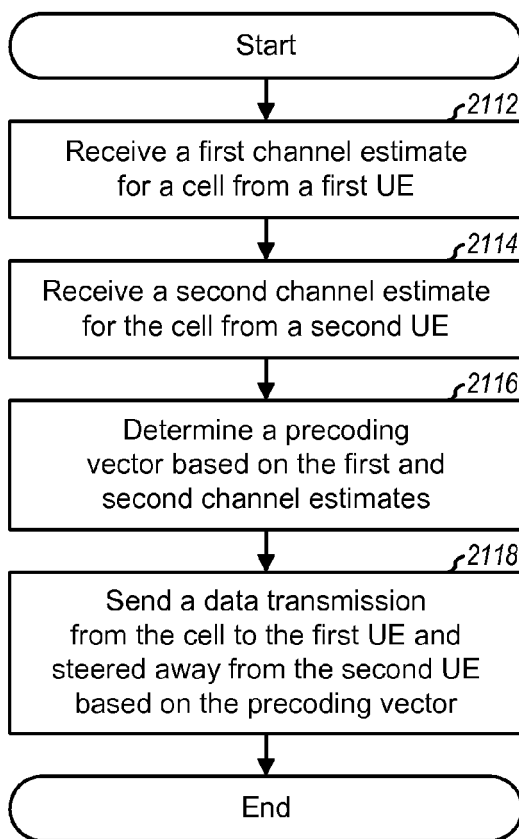 Start
2112
Receive a first channel estimate
for a cell from a first UE
2114
Receive a second channel estimate
for the cell from a second UE
2116
Determine a precoding
vector based on the first and
second channel estimates
2118
Send a data transmission
from the cell to the first UE and
steered away from the second UE
based on the precoding vector
End